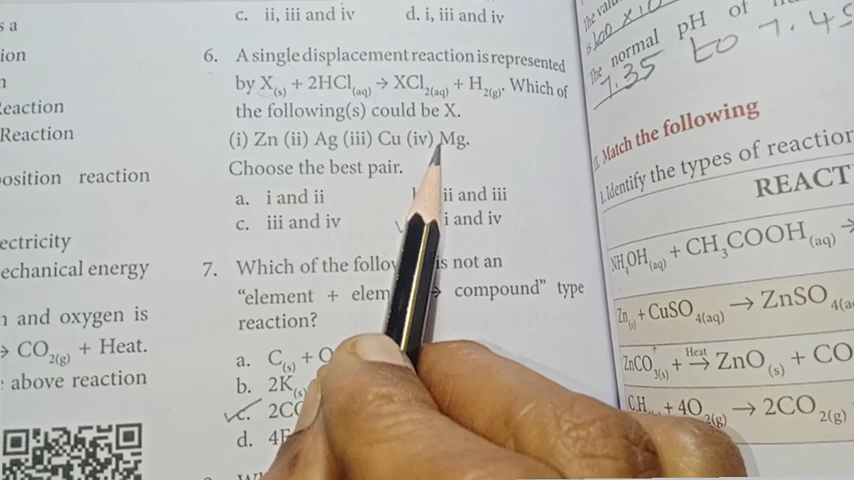 s a
ion
n
Reaction
Reaction
osition reaction
ectricity
echanical energy
n and oxygen is
→ CO2(g) + Heat.
: above reaction
c. ii, iii and iv d. i, iii and iv
6. A single displacement reaction is represented
by X(s) + 2HCl(aq) → XCl2(aq) + H2(g). Which of
the following(s) could be X.
(i) Zn (ii) Ag (iii) Cu (iv) Mg.
Choose the best pair.
a. i and ii ii and iii
c. iii and iv i and iv
7. Which of the follow is not an
"element + elem → compound" type
reaction?
a. C(s) + O
b. 2K(s)
c. 2CO
d. 4F
The normal pH of
7.35 to 7.45
II. Match the following
1. Identify the types of reaction
REACT
NH4OH(aq) + CH3COOH(aq) →
Zn(s) + CuSO4(aq) → ZnSO4(a
ZnCO3(s) + Heat→ ZnO(s) + CO
+ 4O2(g) → 2CO2(g)